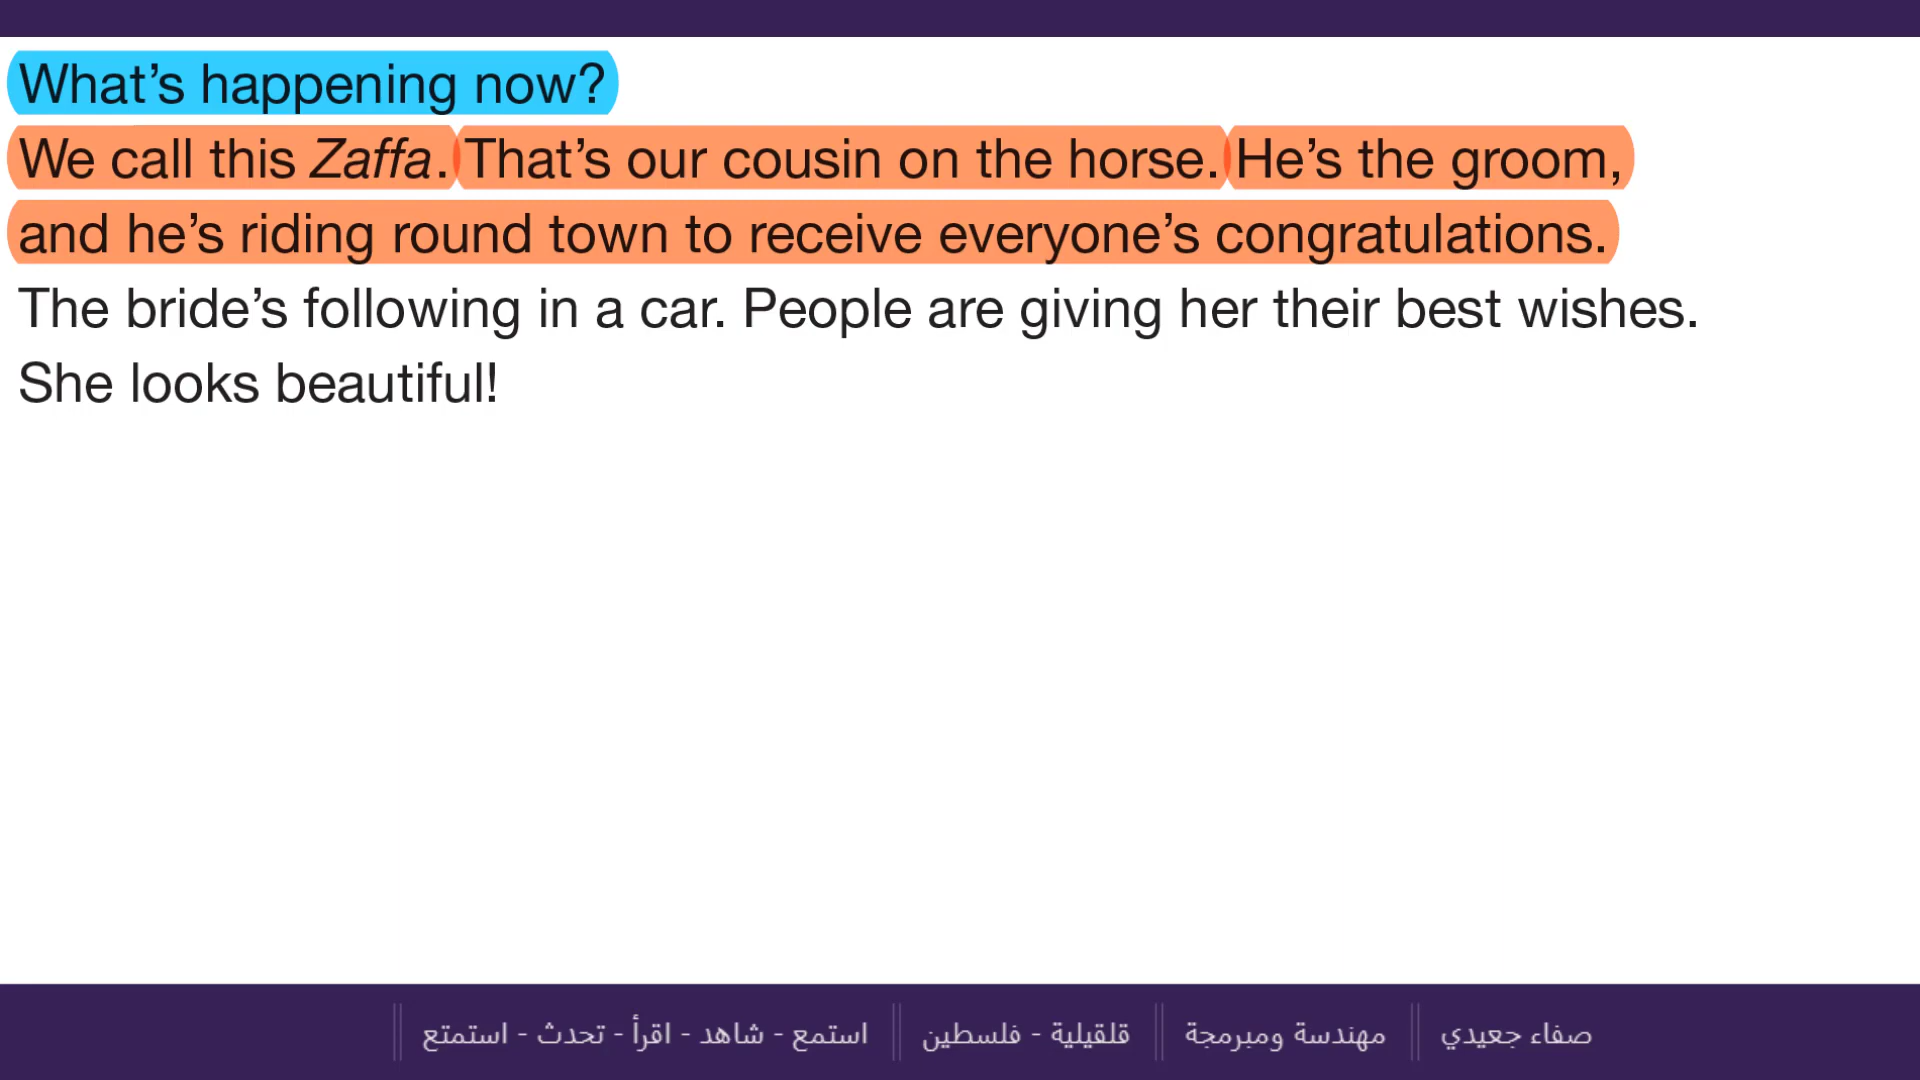 What’s happening now?
We call this Zaffa. That’s our cousin on the horse. He’s the groom,
and he’s riding round town to receive everyone’s congratulations.
The bride’s following in a car. People are giving her their best wishes.
She looks beautiful!
صفاء جعيدي || مهندسة ومبرمجة || قلقيلية - فلسطين || استمع - شاهد - اقرأ - تحدث - استمتع